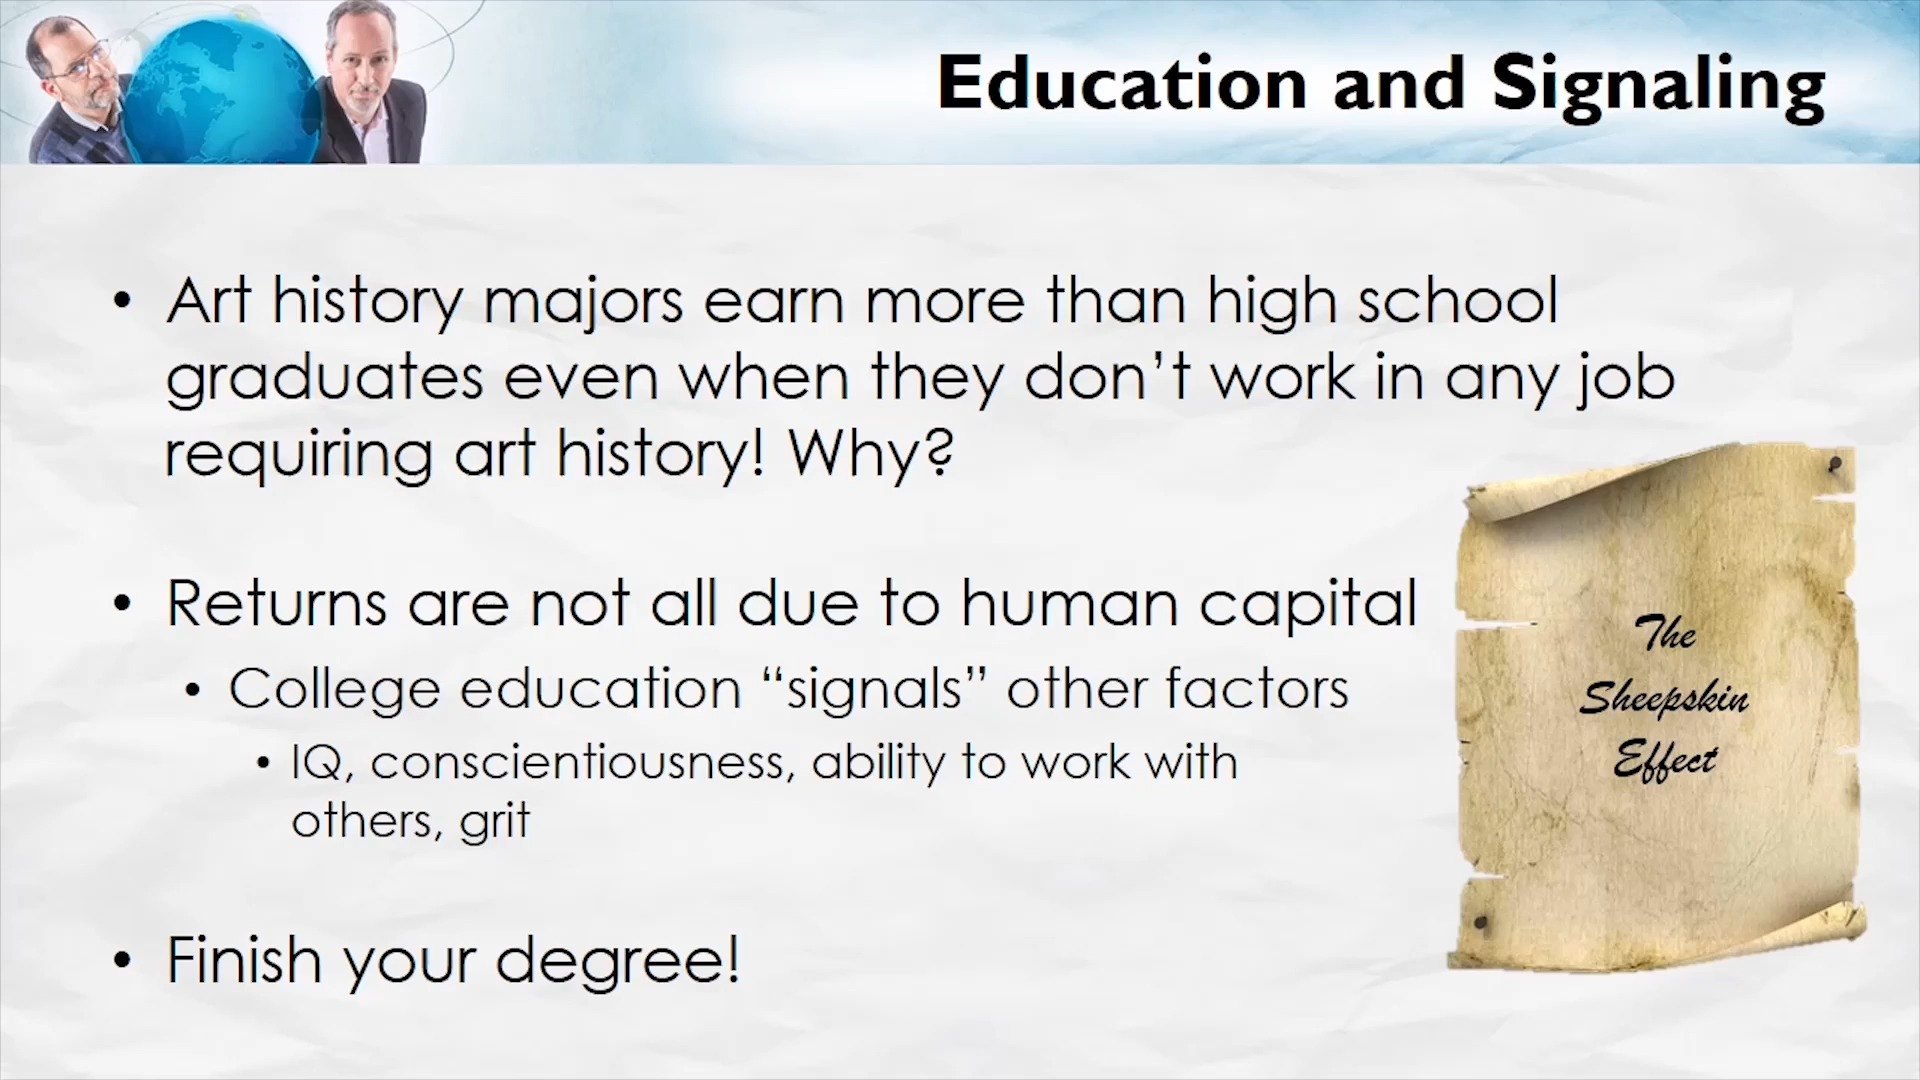 Education and Signaling
• Art history majors earn more than high school
graduates even when they don’t work in any job
requiring art history! Why?
• Returns are not all due to human capital
• College education “signals” other factors
• IQ, conscientiousness, ability to work with
others, grit
• Finish your degree!
The
Sheepskin
Effect